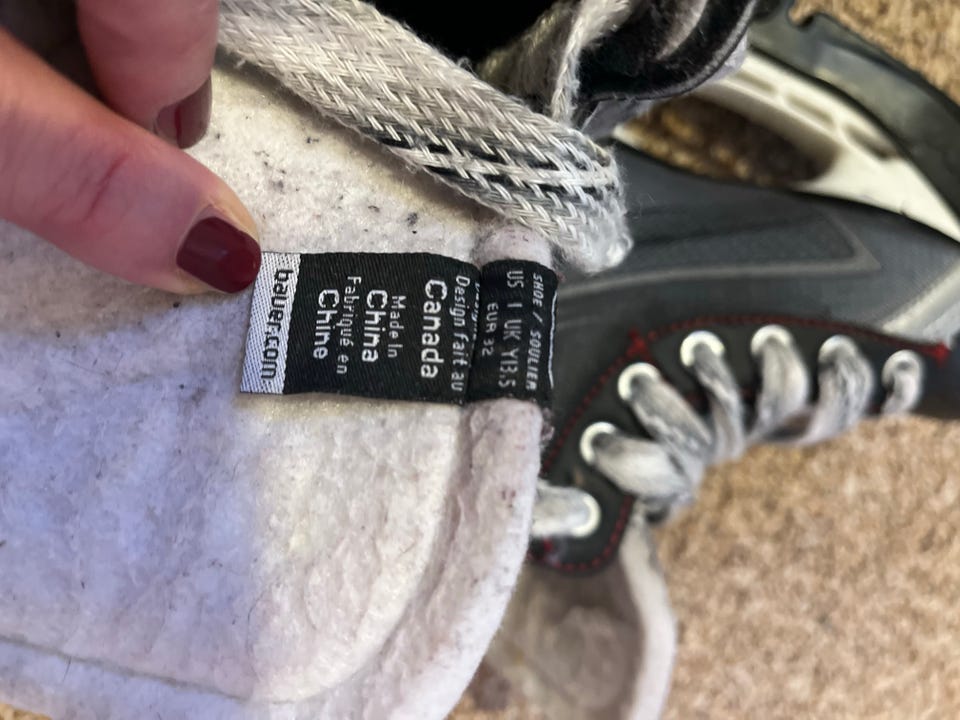 SHOE / SOULIER
US 1 UK Y13.5
EUR 32
Design fait au
Canada
Made In
China
Fabriqué en
Chine
bauer.com